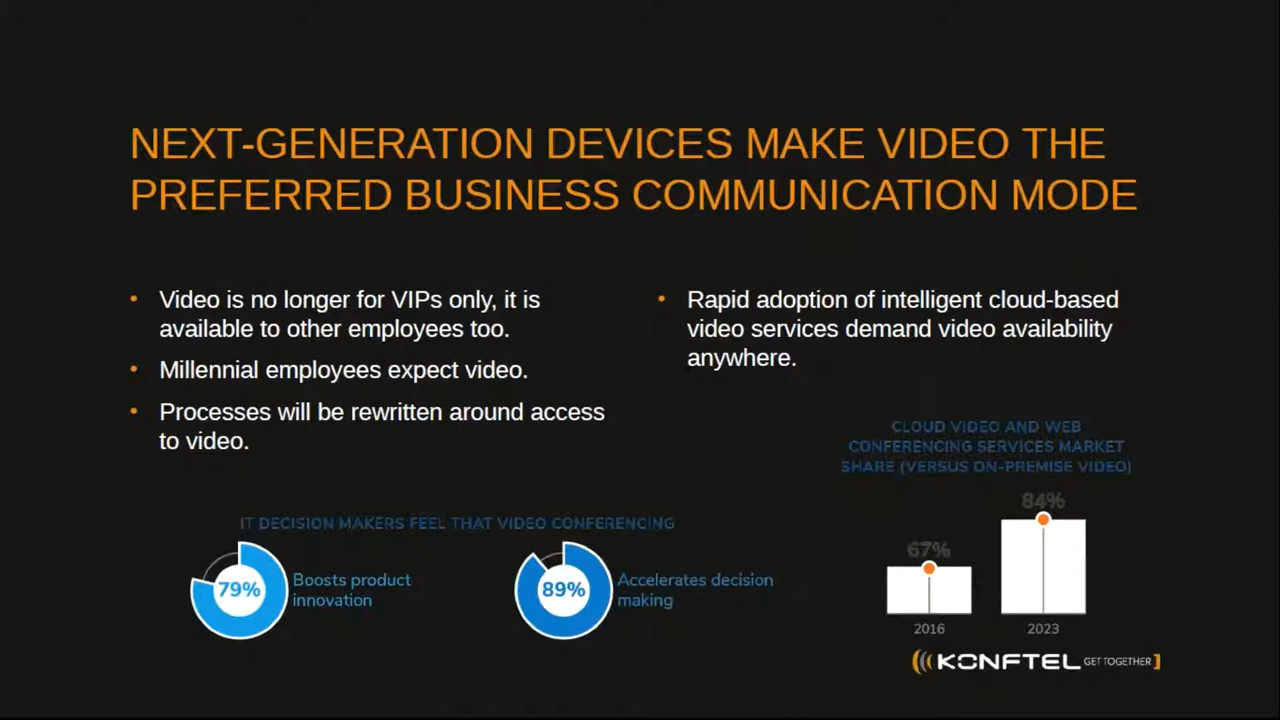 NEXT-GENERATION DEVICES MAKE VIDEO THE
PREFERRED BUSINESS COMMUNICATION MODE
• Video is no longer for VIPs only, it is
available to other employees too.
• Millennial employees expect video.
• Processes will be rewritten around access
to video.
• Rapid adoption of intelligent cloud-based
video services demand video availability
anywhere.
IT DECISION MAKERS FEEL THAT VIDEO CONFERENCING
79%
Boosts product
innovation
89%
Accelerates decision
making
CLOUD VIDEO AND WEB
CONFERENCING SERVICES MARKET
SHARE (VERSUS ON-PREMISE VIDEO)
67%
84%
2016
2023
KONFTEL GET TOGETHER